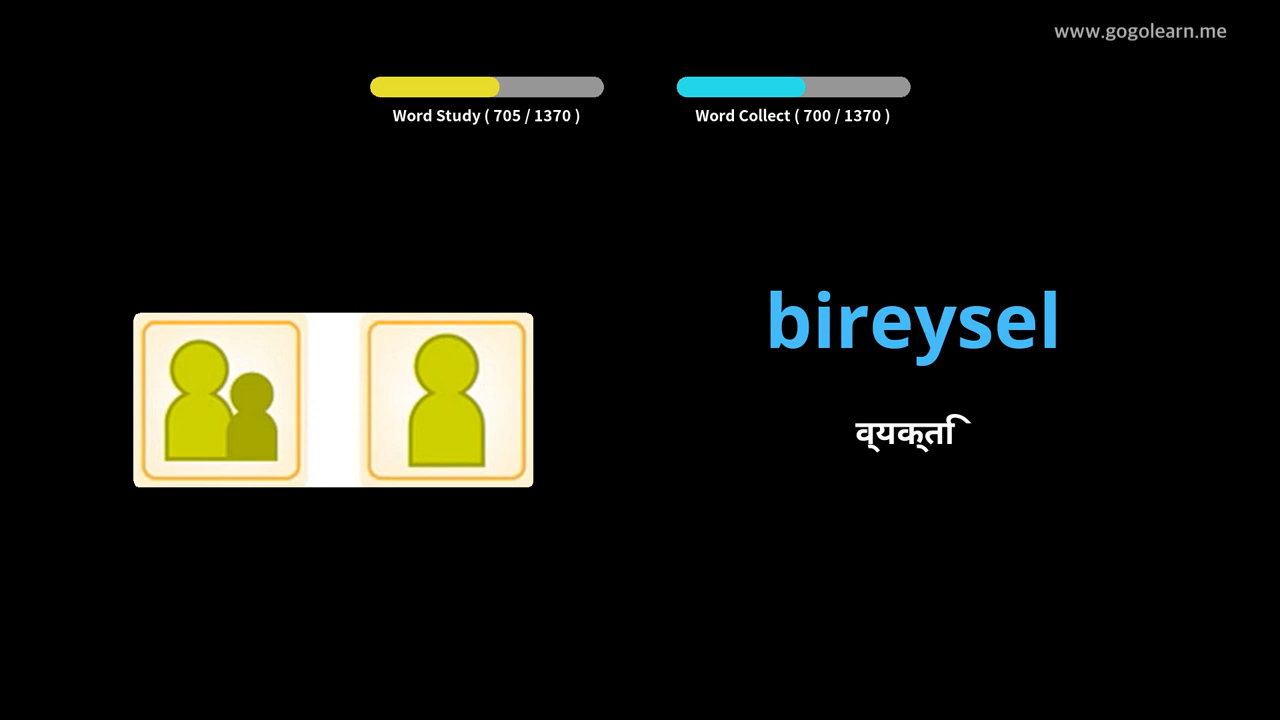 www.gogolearn.me
Word Study ( 705 / 1370 )
Word Collect ( 700 / 1370 )
bireysel
व्यक्ति